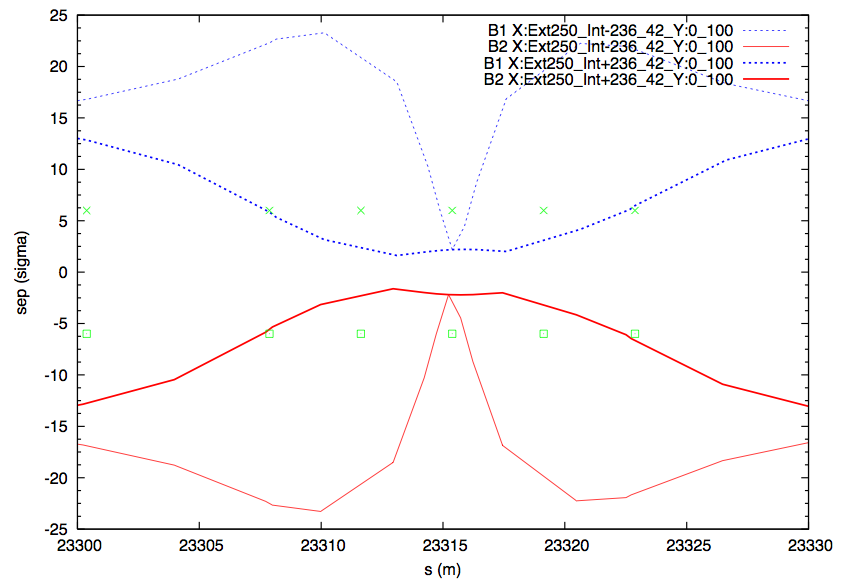 B1 X:Ext250_Int-236_42_Y:0_100
B2 X:Ext250_Int-236_42_Y:0_100
B1 X:Ext250_Int+236_42_Y:0_100
B2 X:Ext250_Int+236_42_Y:0_100
25
20
15
10
5
0
-5
-10
-15
-20
-25
sep (sigma)
23300 23305 23310 23315 23320 23325 23330
s (m)